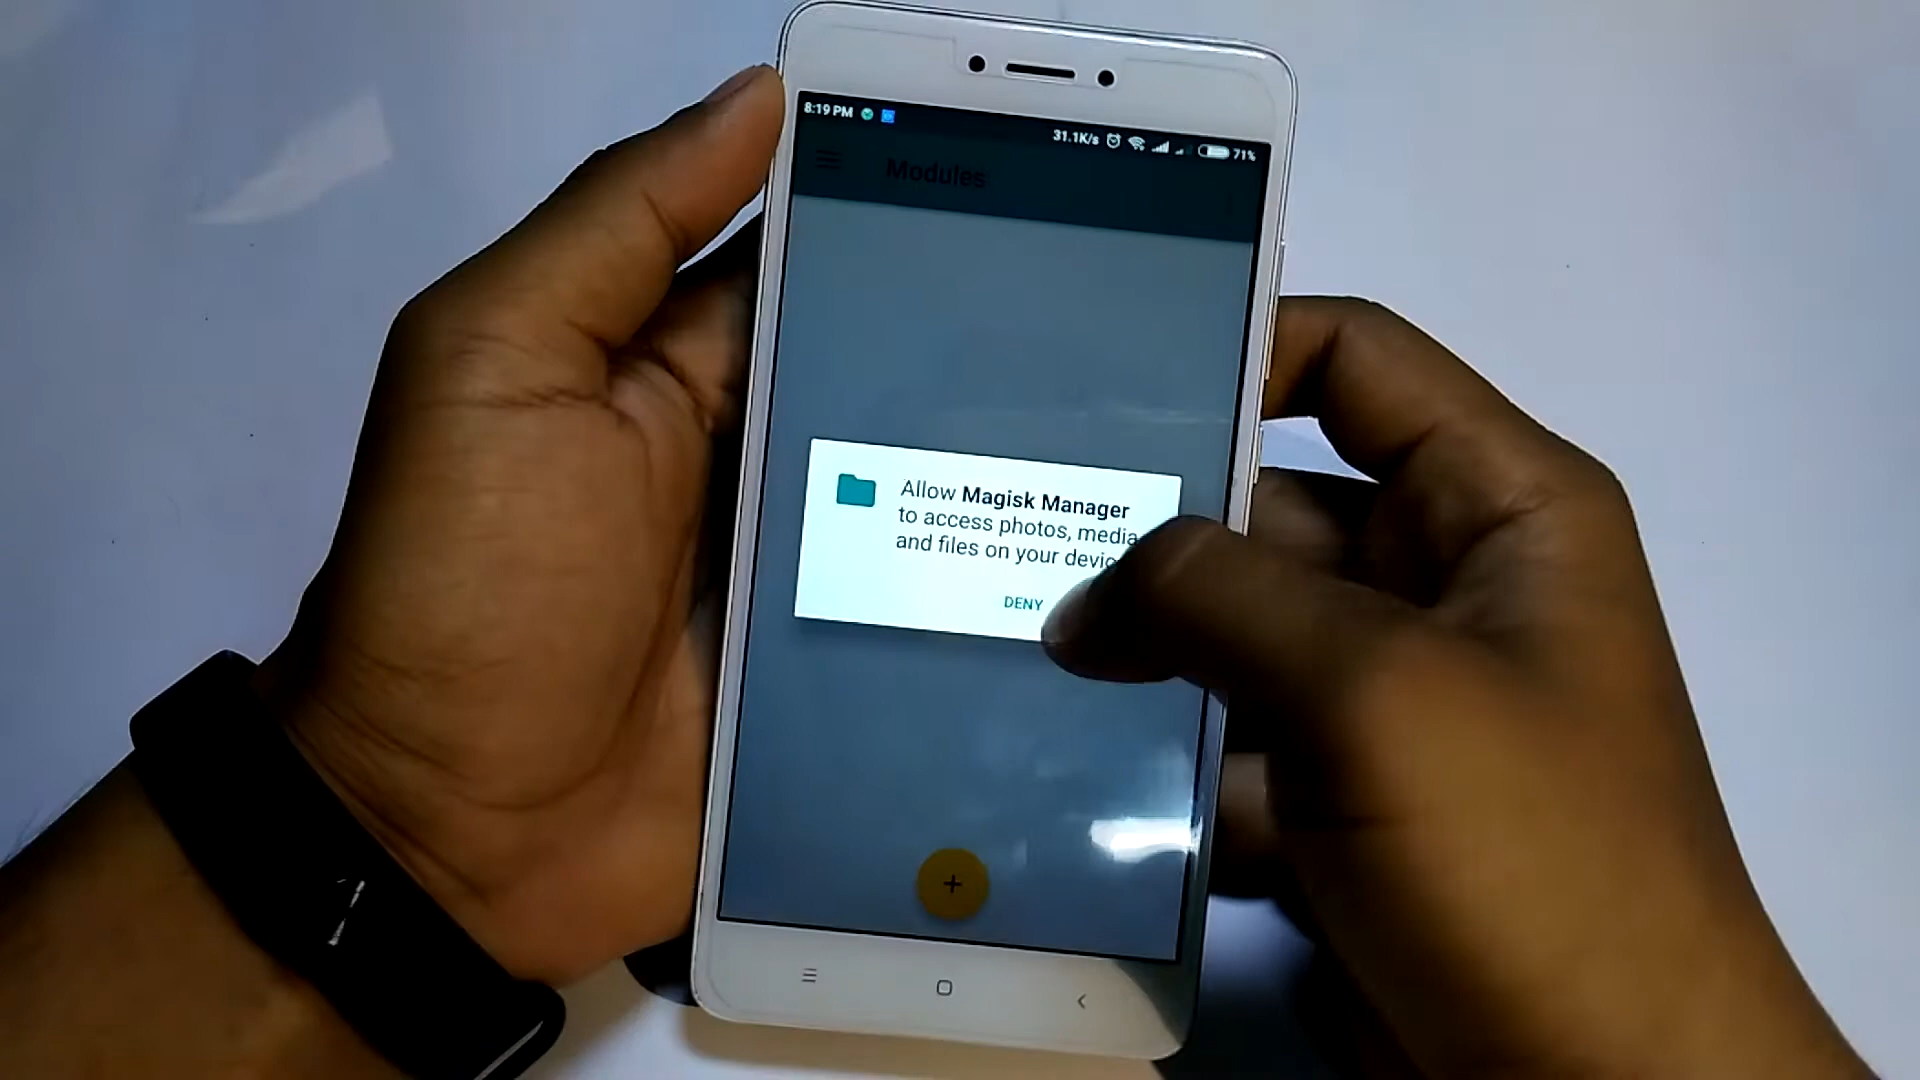 8:19 PM
31.1K/s 71%
Modules
Allow Magisk Manager
to access photos, media
and files on your
DENY
+